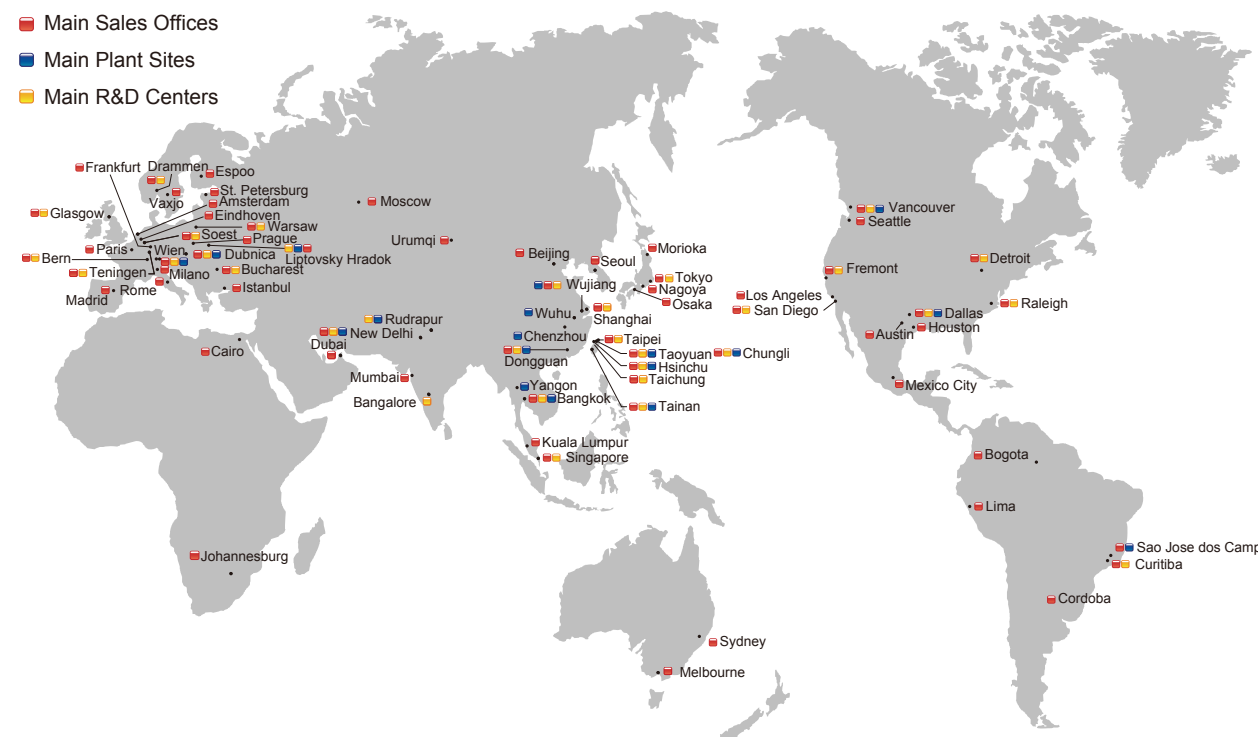 Main Sales Offices
Main Plant Sites
Main R&D Centers
Frankfurt
Drammen
Espoo
Vaxjo
St. Petersburg
Amsterdam
Eindhoven
Glasgow
Warsaw
Soest
Prague
Paris
Wien
Dubnica
Liptovsky Hradok
Bern
Teningen
Milano
Bucharest
Madrid
Rome
Istanbul
Moscow
Urumqi
Beijing
Seoul
Morioka
Tokyo
Nagoya
Osaka
Wujiang
Wuhu
Shanghai
Chenzhou
Dongguan
Taipei
Taoyuan
Chungli
Hsinchu
Taichung
Tainan
Rudrapur
New Delhi
Dubai
Cairo
Mumbai
Bangalore
Yangon
Bangkok
Kuala Lumpur
Singapore
Johannesburg
Sydney
Melbourne
Vancouver
Seattle
Fremont
Detroit
Los Angeles
San Diego
Raleigh
Dallas
Austin
Houston
Mexico City
Bogota
Lima
Sao Jose dos Camp
Curitiba
Cordoba